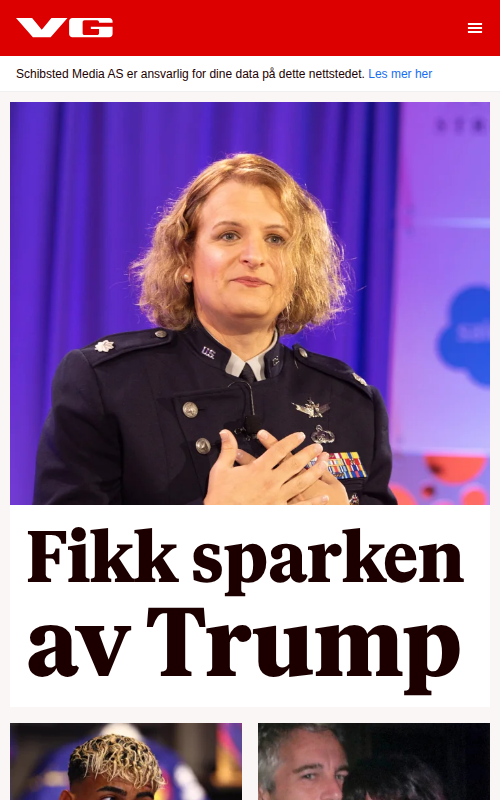 VG
Schibsted Media AS er ansvarlig for dine data på dette nettstedet. Les mer her
Fikk sparken
av Trump